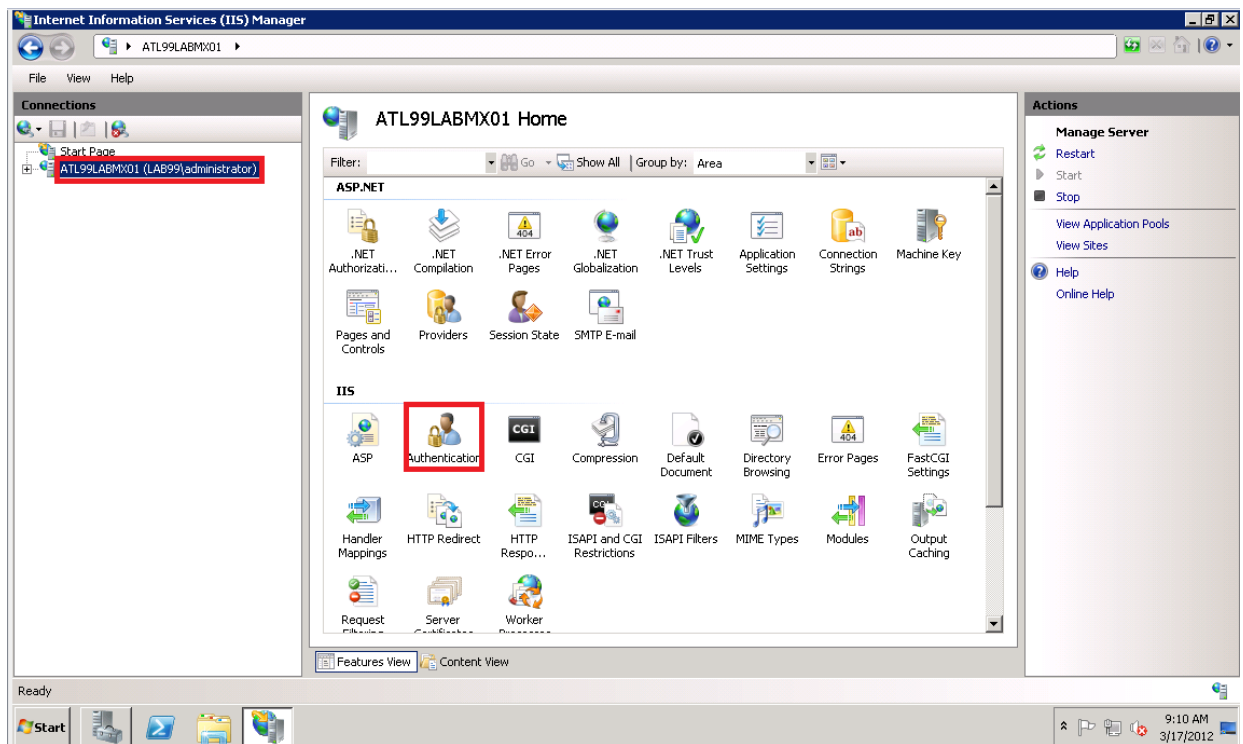 Internet Information Services (IIS) Manager
ATL99LABMX01
File View Help
Connections
Start Page
ATL99LABMX01 (LAB99\administrator)
ATL99LABMX01 Home
Filter: Go Show All Group by: Area
ASP.NET
.NET Authorizati...
.NET Compilation
.NET Error Pages
.NET Globalization
.NET Trust Levels
Application Settings
Connection Strings
Machine Key
Pages and Controls
Providers
Session State
SMTP E-mail
IIS
ASP
Authentication
CGI
Compression
Default Document
Directory Browsing
Error Pages
FastCGI Settings
Handler Mappings
HTTP Redirect
HTTP Respo...
ISAPI and CGI Restrictions
ISAPI Filters
MIME Types
Modules
Output Caching
Request Filtering
Server Certificates
Worker Processes
Features View Content View
Actions
Manage Server
Restart
Start
Stop
View Application Pools
View Sites
Help
Online Help
Ready
Start
9:10 AM
3/17/2012